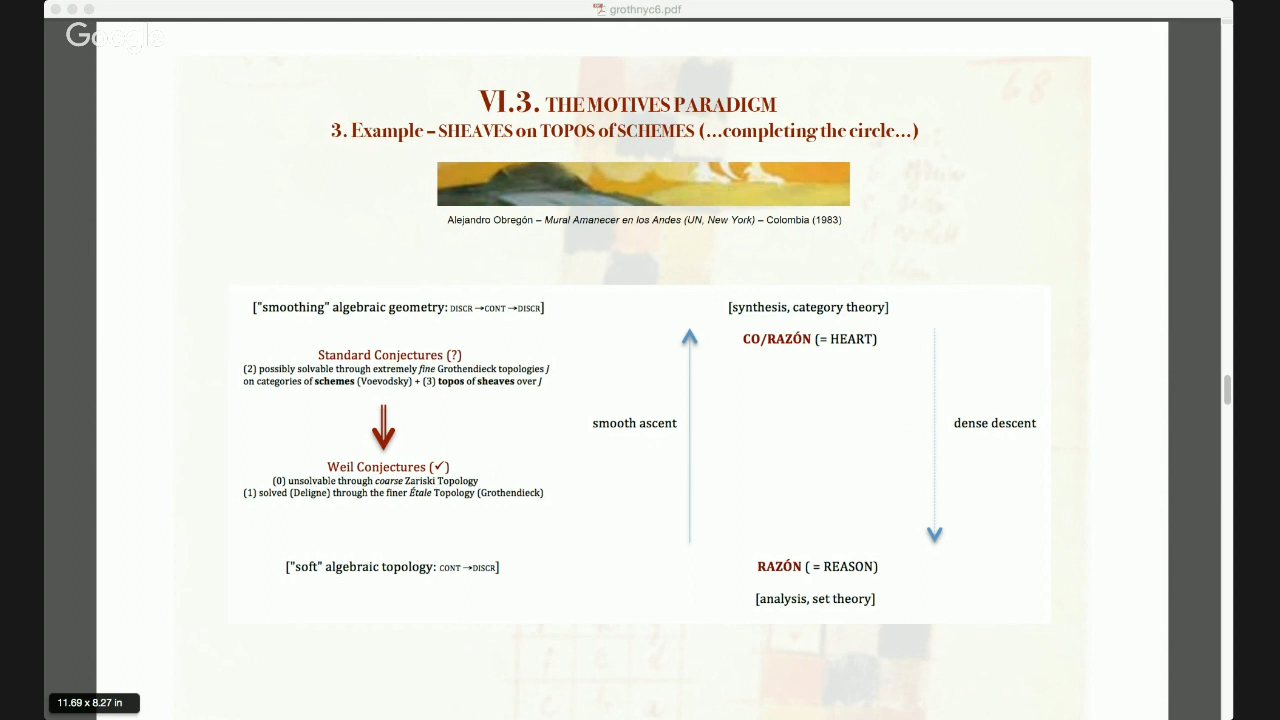 grothnyc6.pdf
Google
VI.3. THE MOTIVES PARADIGM
3. Example – SHEAVES on TOPOS of SCHEMES (...completing the circle...)
Alejandro Obregón – Mural Amanecer en los Andes (UN, New York) – Colombia (1983)
["smoothing" algebraic geometry: DISCR →CONT →DISCR]
[synthesis, category theory]
CO/RAZÓN (= HEART)
Standard Conjectures (?)
(2) possibly solvable through extremely fine Grothendieck topologies J
on categories of schemes (Voevodsky) + (3) topos of sheaves over J
smooth ascent
dense descent
Weil Conjectures (✓)
(0) unsolvable through coarse Zariski Topology
(1) solved (Deligne) through the finer Étale Topology (Grothendieck)
["soft" algebraic topology: CONT →DISCR]
RAZÓN ( = REASON)
[analysis, set theory]
11.69 x 8.27 in